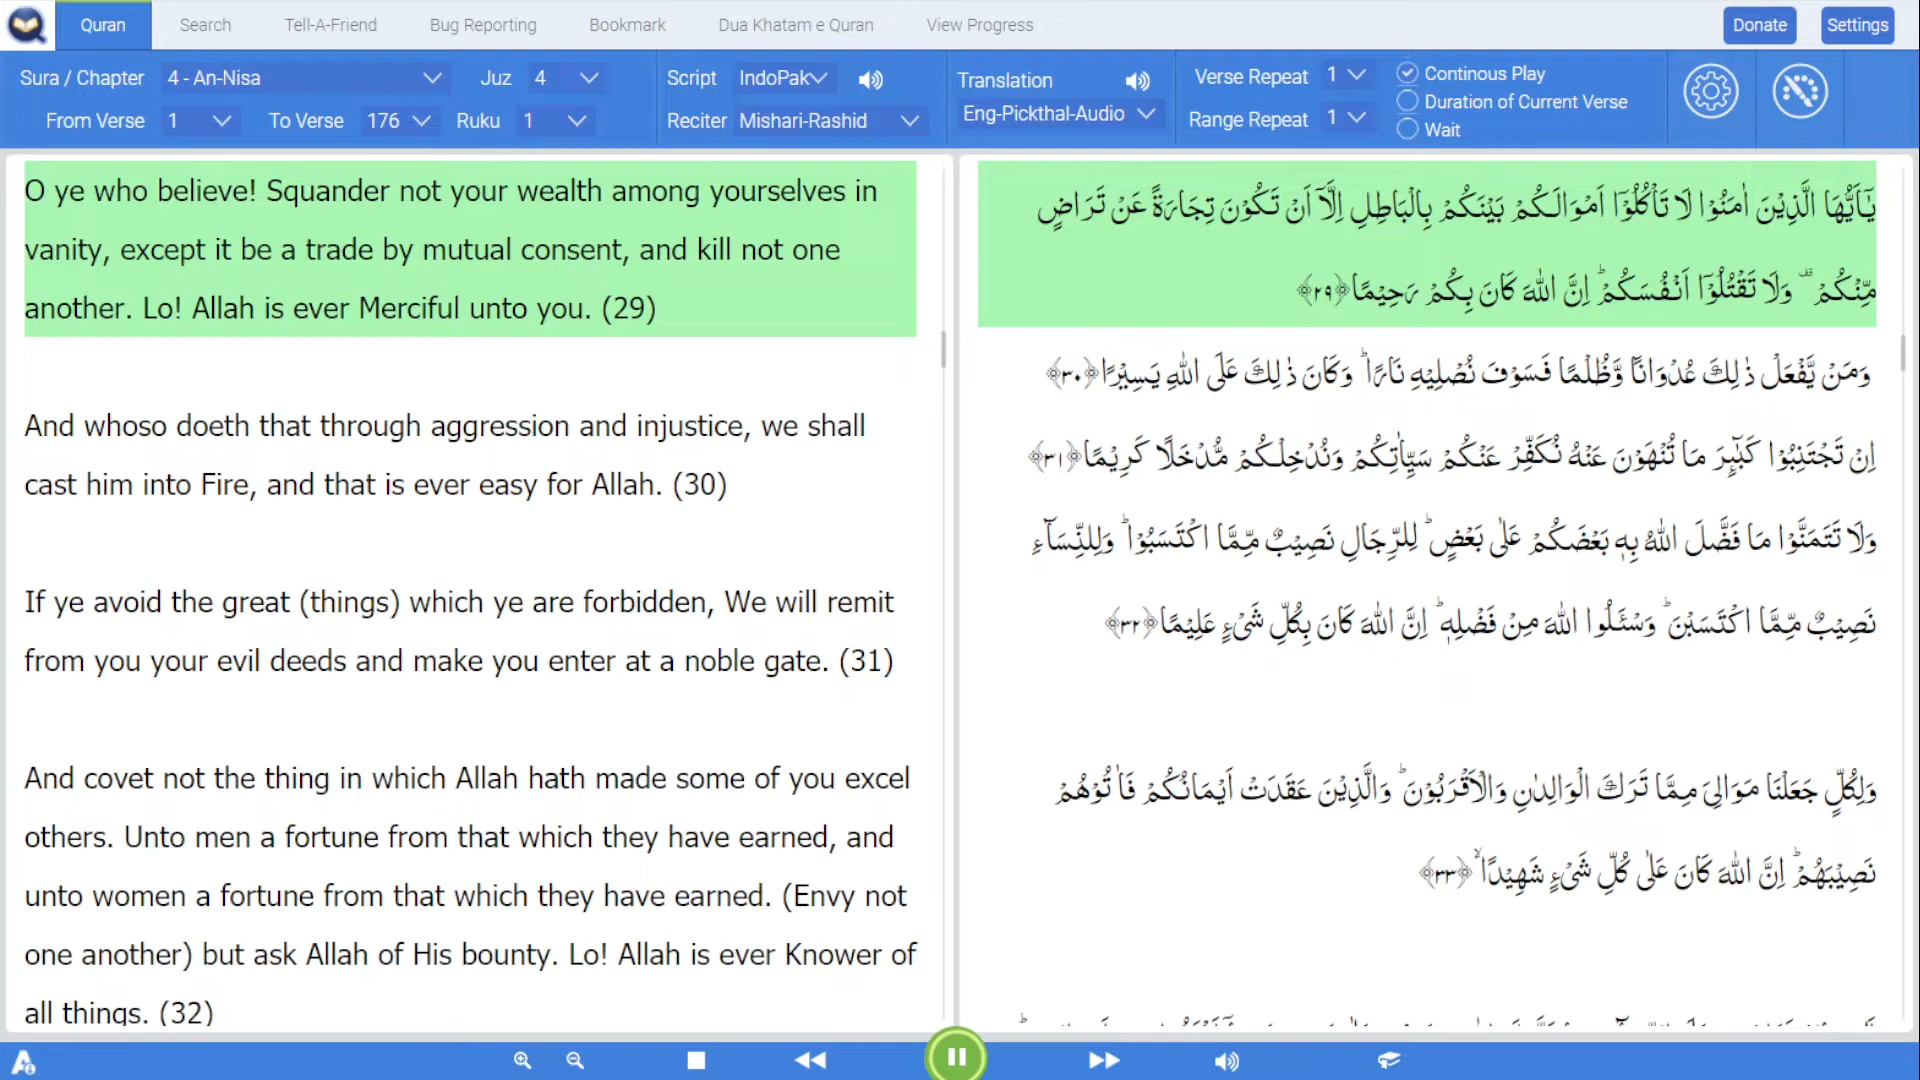 Quran
Search
Tell-A-Friend
Bug Reporting
Bookmark
Dua Khatam e Quran
View Progress
Donate
Settings
Sura / Chapter 4 - An-Nisa
Juz 4
From Verse 1
To Verse 176
Ruku 1
Script IndoPak
Reciter Mishari-Rashid
Translation
Eng-Pickthal-Audio
Verse Repeat 1
Range Repeat 1
Continous Play
Duration of Current Verse
Wait
O ye who believe! Squander not your wealth among yourselves in
vanity, except it be a trade by mutual consent, and kill not one
another. Lo! Allah is ever Merciful unto you. (29)
And whoso doeth that through aggression and injustice, we shall
cast him into Fire, and that is ever easy for Allah. (30)
If ye avoid the great (things) which ye are forbidden, We will remit
from you your evil deeds and make you enter at a noble gate. (31)
And covet not the thing in which Allah hath made some of you excel
others. Unto men a fortune from that which they have earned, and
unto women a fortune from that which they have earned. (Envy not
one another) but ask Allah of His bounty. Lo! Allah is ever Knower of
all things. (32)
يٰۤاَيُّهَا الَّذِيْنَ اٰمَنُوْا لَا تَاْكُلُوْۤا اَمْوَالَـكُمْ بَيْنَكُمْ بِالْبَاطِلِ اِلَّاۤ اَنْ تَكُوْنَ تِجَارَةً عَنْ تَرَاضٍ
مِّنْكُمْ ۟ وَلَا تَقْتُلُوْۤا اَنْـفُسَكُمْؕ اِنَّ اللّٰهَ كَانَ بِكُمْ رَحِيْمًا﴿۲۹﴾
وَمَنْ يَّفْعَلْ ذٰلِكَ عُدْوَانًا وَّظُلْمًا فَسَوْفَ نُصْلِيْهِ نَارًاؕ وَكَانَ ذٰلِكَ عَلَى اللّٰهِ يَسِيْرًا﴿۳۰﴾
اِنْ تَجْتَنِبُوْا كَبٰٓٮِٕرَ مَا تُنْهَوْنَ عَنْهُ نُكَفِّرْ عَنْكُمْ سَيِّاٰتِكُمْ وَنُدْخِلْـكُمْ مُّدْخَلًا كَرِيْمًا﴿۳۱﴾
وَلَا تَتَمَنَّوْا مَا فَضَّلَ اللّٰهُ بِهٖ بَعْضَكُمْ عَلٰى بَعْضٍؕ لِلرِّجَالِ نَصِيْبٌ مِّمَّا اكْتَسَبُوْاؕ وَلِلنِّسَآءِ
نَصِيْبٌ مِّمَّا اكْتَسَبْنَؕ وَسْئَلُوا اللّٰهَ مِنْ فَضْلِهٖؕ اِنَّ اللّٰهَ كَانَ بِكُلِّ شَىْءٍ عَلِيْمًا﴿۳۲﴾
وَلِكُلٍّ جَعَلْنَا مَوَالِىَ مِمَّا تَرَكَ الْوَالِدٰنِ وَالْاَقْرَبُوْنَؕ وَالَّذِيْنَ عَقَدَتْ اَيْمَانُكُمْ فَاٰ تُوْهُمْ
نَصِيْبَهُمْؕ اِنَّ اللّٰهَ كَانَ عَلٰى كُلِّ شَىْءٍ شَهِيْدًاۙ﴿۳۳﴾